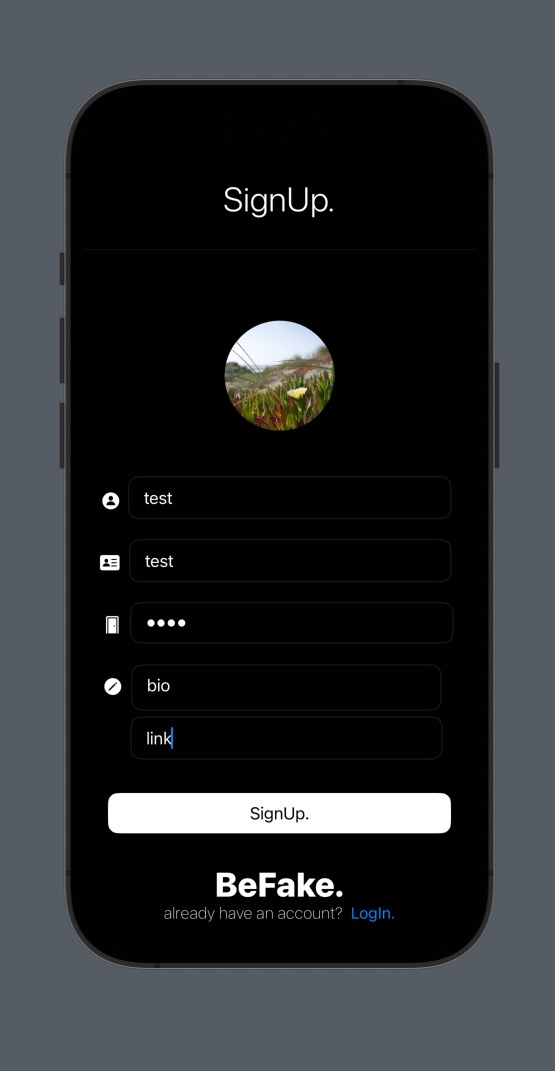 SignUp.
test
test
••••
bio
link
SignUp.
BeFake.
already have an account? LogIn.